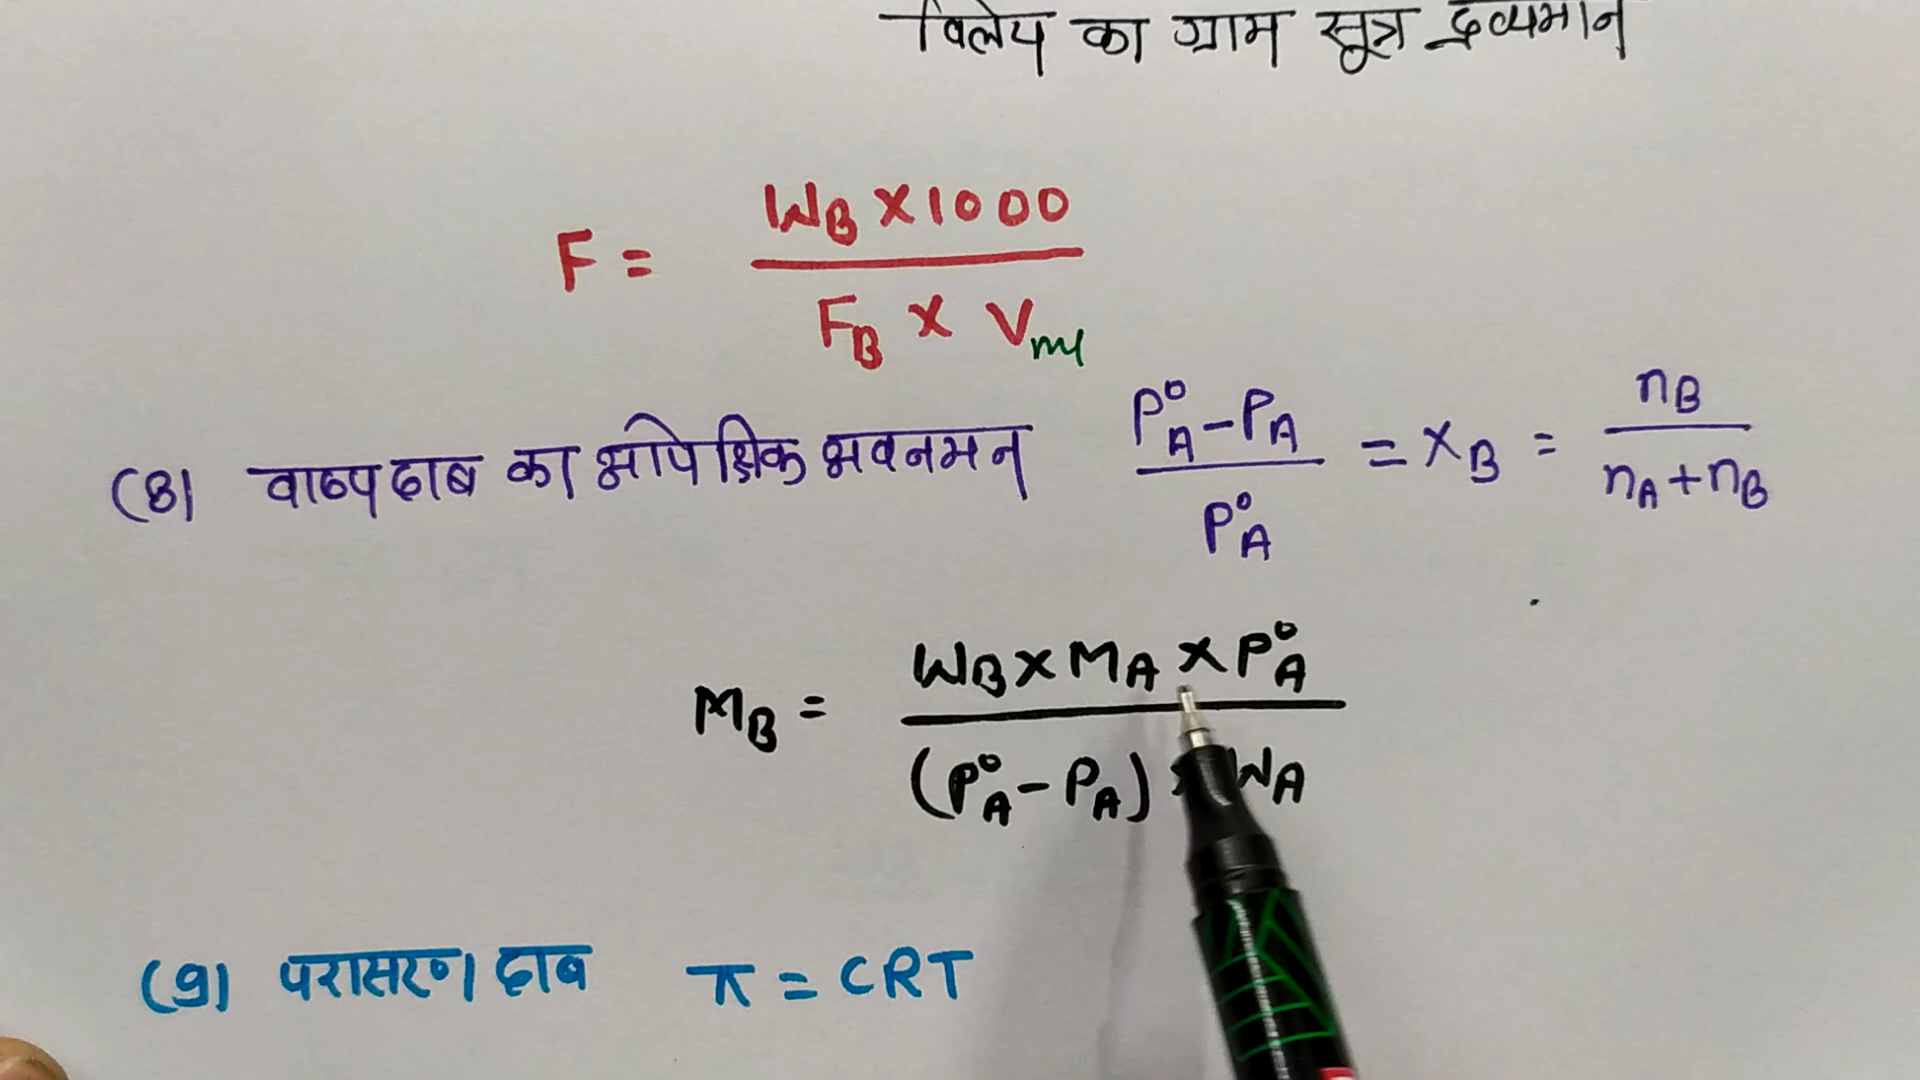 विलेय का ग्राम सूत्र द्रव्यमान
F = WB × 1000 / FB × Vml
(8) वाष्प दाब का आपेक्षिक अवनमन P°A - PA / P°A = XB = nB / nA + nB
MB = WB × MA × P°A / (P°A - PA) × WA
(9) परासरण दाब π = CRT